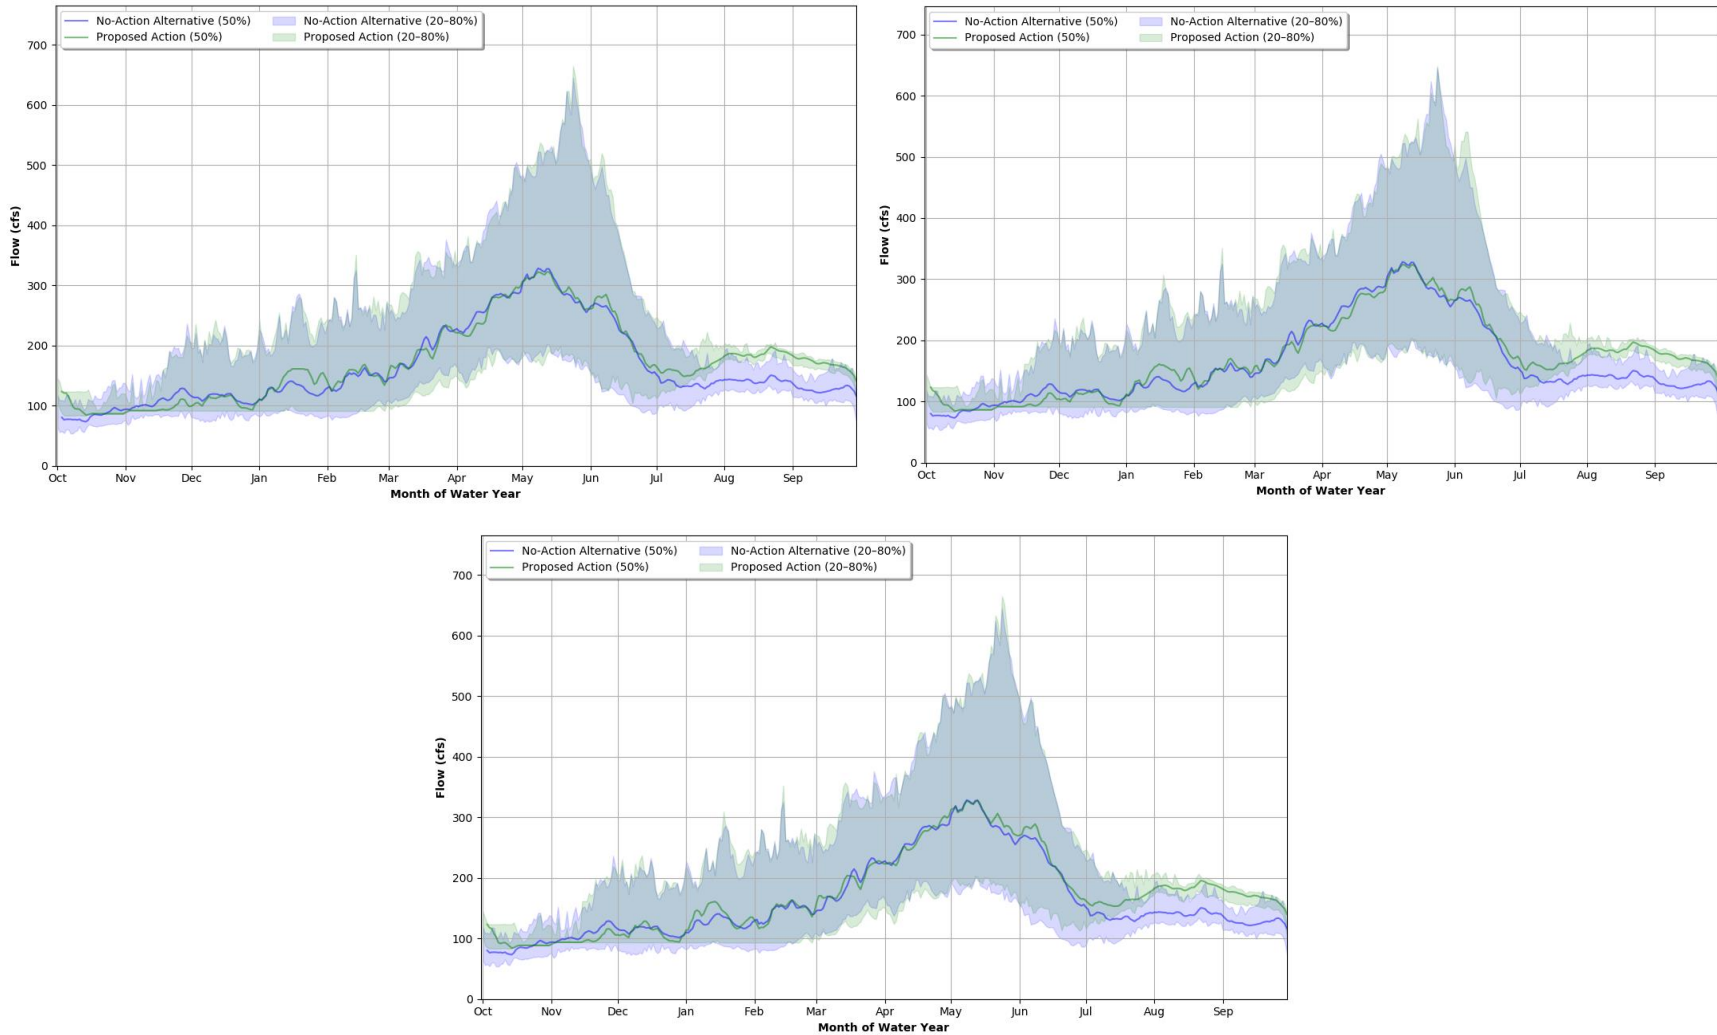 No-Action Alternative (50%) No-Action Alternative (20–80%)
Proposed Action (50%) Proposed Action (20–80%)
700
600
500
400
300
200
100
0
Flow (cfs)
Oct Nov Dec Jan Feb Mar Apr May Jun Jul Aug Sep
Month of Water Year
No-Action Alternative (50%) No-Action Alternative (20–80%)
Proposed Action (50%) Proposed Action (20–80%)
700
600
500
400
300
200
100
0
Flow (cfs)
Oct Nov Dec Jan Feb Mar Apr May Jun Jul Aug Sep
Month of Water Year
No-Action Alternative (50%) No-Action Alternative (20–80%)
Proposed Action (50%) Proposed Action (20–80%)
700
600
500
400
300
200
100
0
Flow (cfs)
Oct Nov Dec Jan Feb Mar Apr May Jun Jul Aug Sep
Month of Water Year